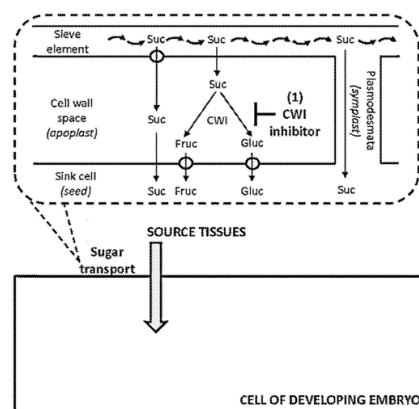 Sieve element
Suc Suc Suc
Suc
Cell wall space (apoplast)
Suc
CWI
Fruc Gluc
(1)
CWI
inhibitor
Plasmodesmata
(symplast)
Sink cell
(seed)
Suc Fruc Gluc Suc
SOURCE TISSUES
Sugar
transport
CELL OF DEVELOPING EMBRYO